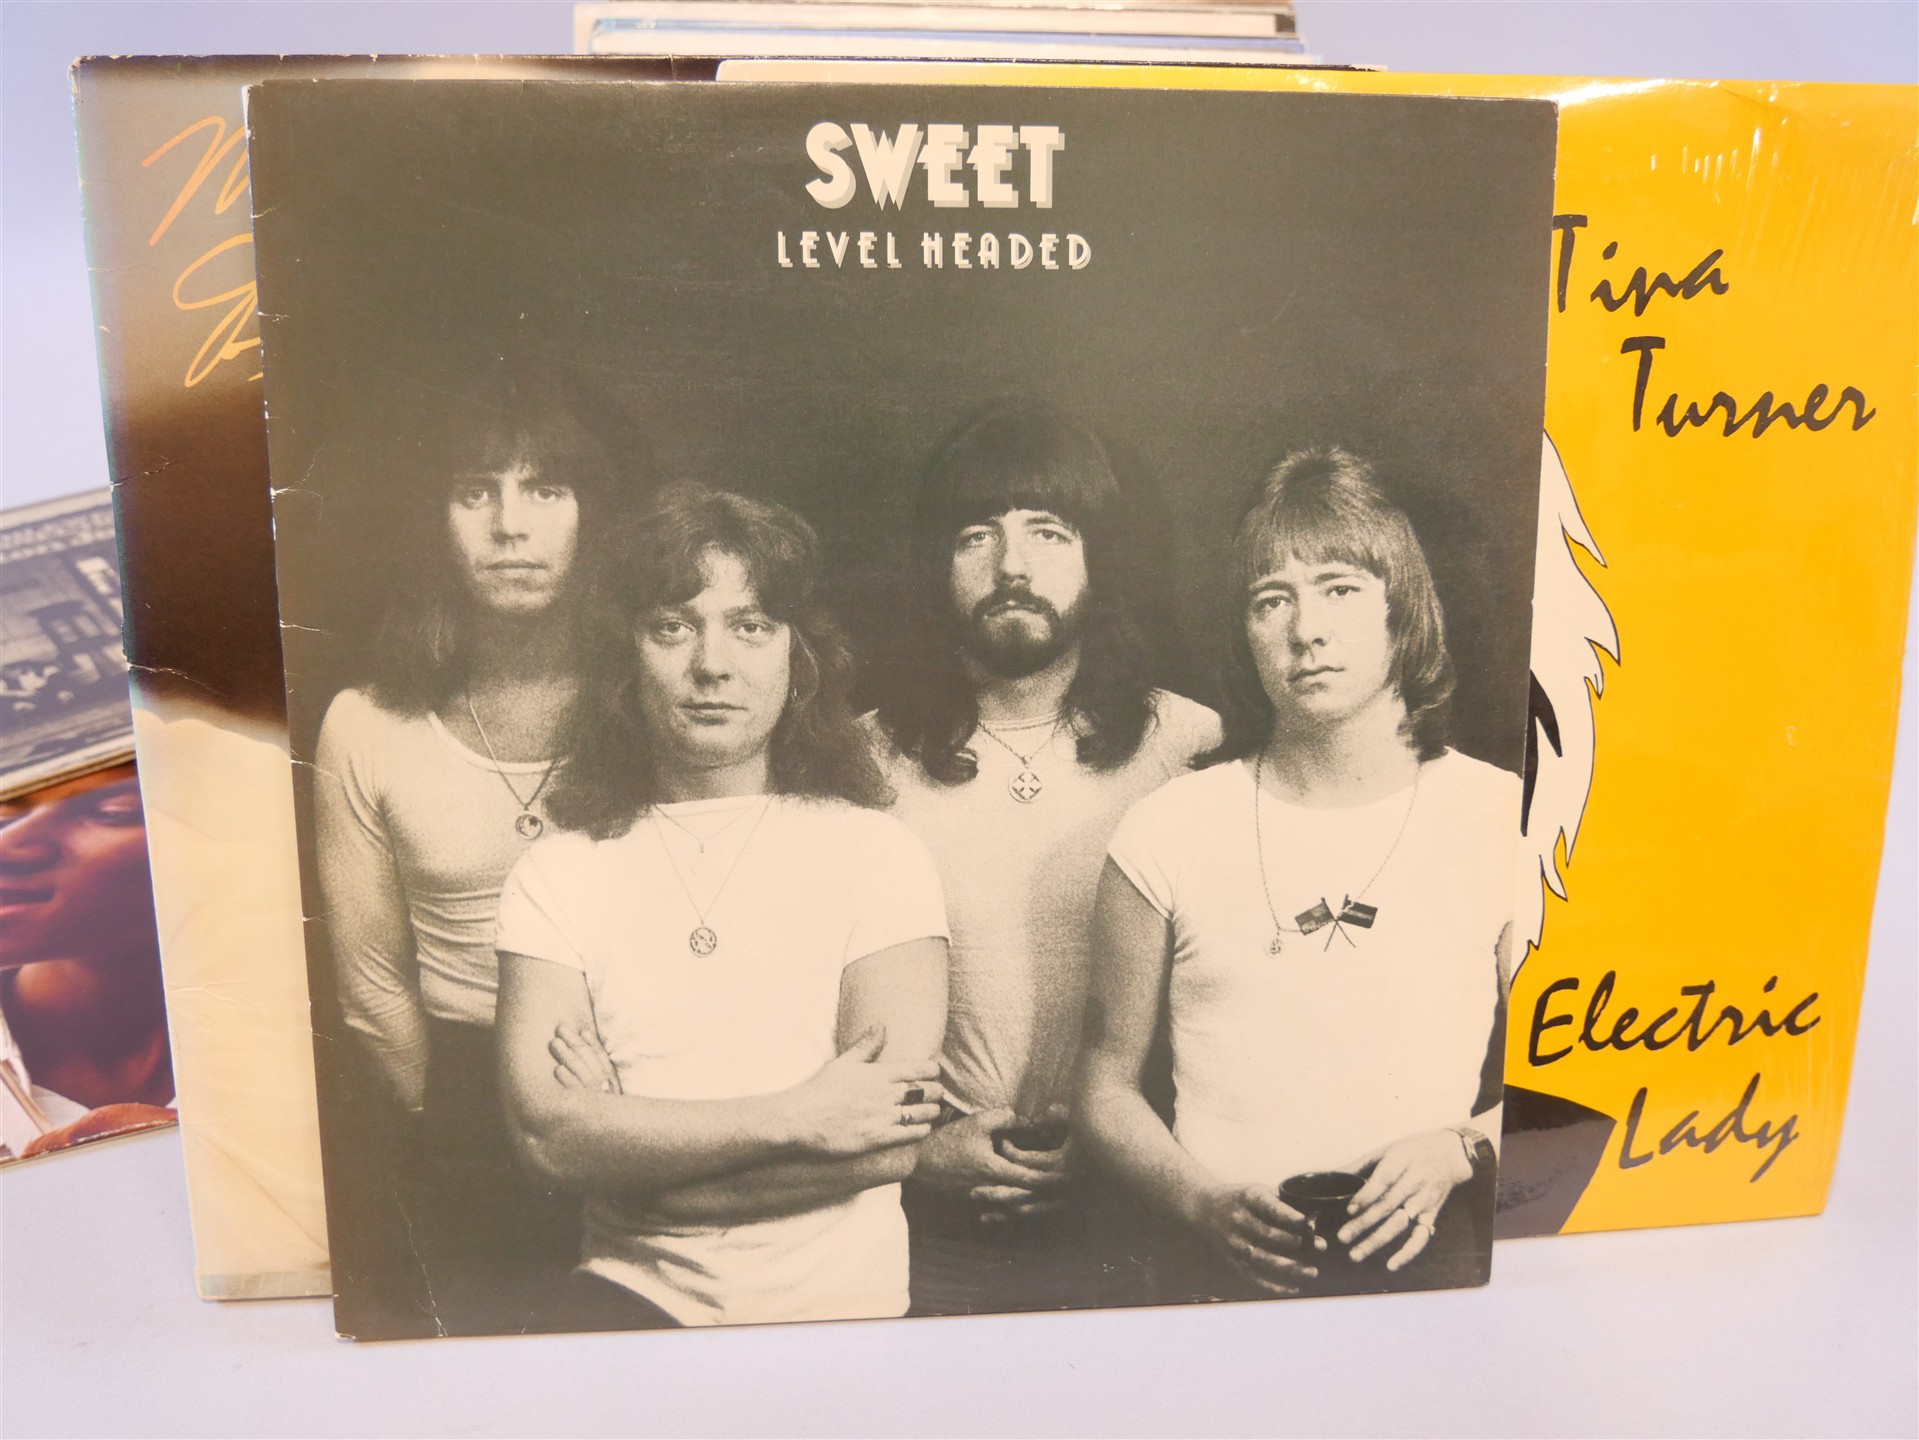 SWEET
LEVEL HEADED
Tina
Turner
Electric
Lady